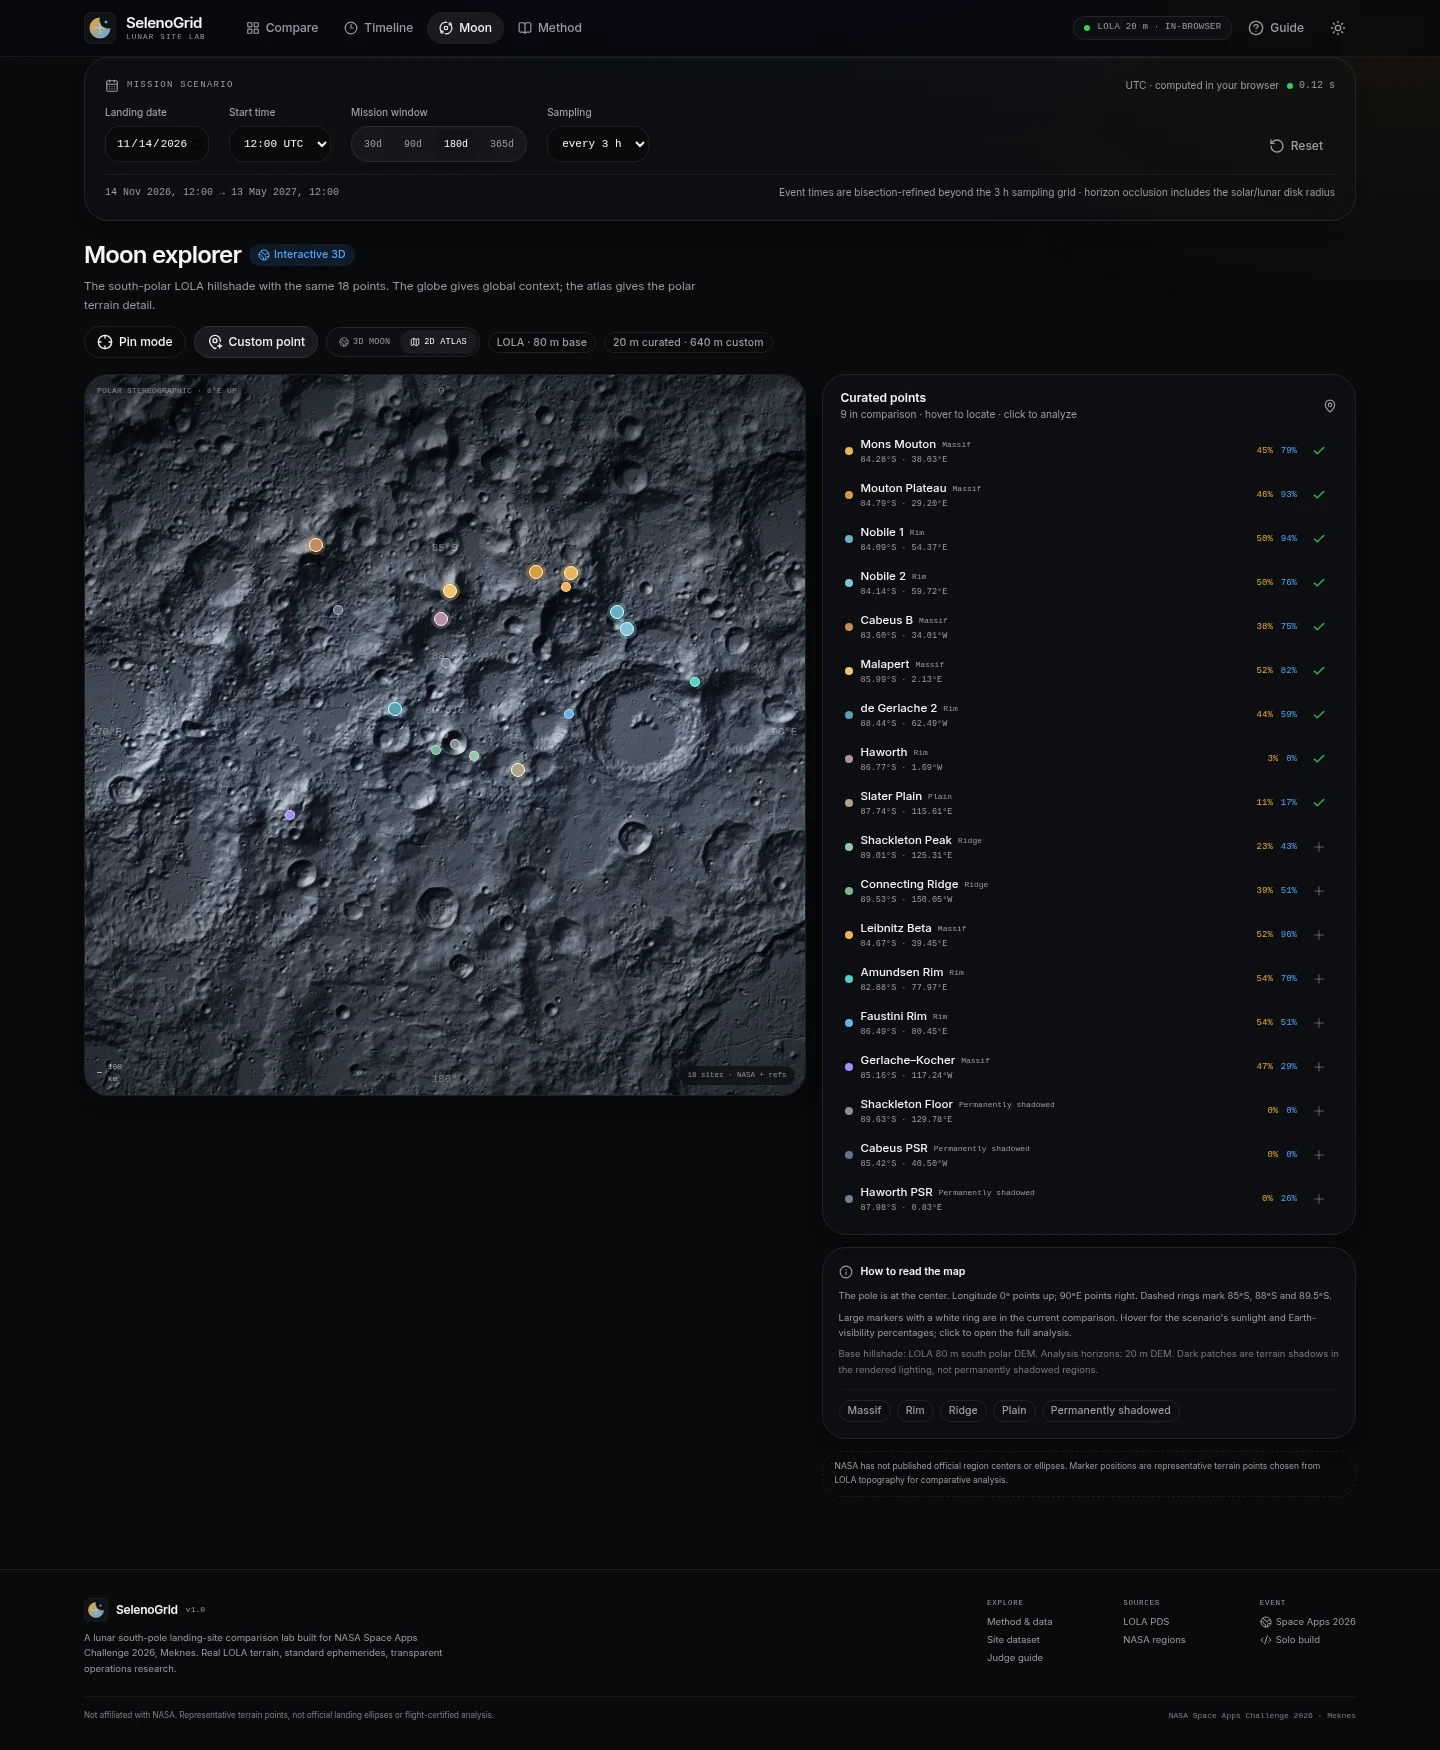 SelenoGrid
LUNAR SITE LAB
Compare
Timeline
Moon
Method
LOLA 20 m · IN-BROWSER
Guide
MISSION SCENARIO
UTC · computed in your browser
0.12 s
Landing date
Start time
Mission window
Sampling
11/14/2026
12:00 UTC
30d
90d
180d
365d
every 3 h
Reset
14 Nov 2026, 12:00 → 13 May 2027, 12:00
Event times are bisection-refined beyond the 3 h sampling grid · horizon occlusion includes the solar/lunar disk radius
Moon explorer
Interactive 3D
The south-polar LOLA hillshade with the same 18 points. The globe gives global context; the atlas gives the polar
terrain detail.
Pin mode
Custom point
3D MOON
2D ATLAS
LOLA · 80 m base
20 m curated · 640 m custom
POLAR STEREOGRAPHIC · 0°E UP
0°
85°S
88°S
270°E
90°E
180°
100
km
18 sites · NASA + refs
Curated points
9 in comparison · hover to locate · click to analyze
Mons Mouton Massif
84.28°S · 38.03°E
45% 79%
Mouton Plateau Massif
84.79°S · 29.20°E
46% 93%
Nobile 1 Rim
84.09°S · 54.37°E
50% 94%
Nobile 2 Rim
84.14°S · 59.72°E
50% 76%
Cabeus B Massif
83.60°S · 34.01°W
38% 75%
Malapert Massif
85.99°S · 2.13°E
52% 82%
de Gerlache 2 Rim
88.44°S · 62.49°W
44% 59%
Haworth Rim
86.77°S · 1.69°W
3% 0%
Slater Plain Plain
87.74°S · 115.61°E
11% 17%
Shackleton Peak Ridge
89.01°S · 125.31°E
23% 43%
Connecting Ridge Ridge
89.53°S · 150.05°W
39% 51%
Leibnitz Beta Massif
84.67°S · 39.45°E
52% 96%
Amundsen Rim Rim
82.88°S · 77.97°E
54% 70%
Faustini Rim Rim
86.49°S · 80.45°E
54% 51%
Gerlache–Kocher Massif
85.16°S · 117.24°W
47% 29%
Shackleton Floor Permanently shadowed
89.63°S · 129.78°E
0% 0%
Cabeus PSR Permanently shadowed
85.42°S · 40.50°W
0% 0%
Haworth PSR Permanently shadowed
87.98°S · 0.83°E
0% 26%
How to read the map
The pole is at the center. Longitude 0° points up; 90°E points right. Dashed rings mark 85°S, 88°S and 89.5°S.
Large markers with a white ring are in the current comparison. Hover for the scenario's sunlight and Earth-
visibility percentages; click to open the full analysis.
Base hillshade: LOLA 80 m south polar DEM. Analysis horizons: 20 m DEM. Dark patches are terrain shadows in
the rendered lighting, not permanently shadowed regions.
Massif
Rim
Ridge
Plain
Permanently shadowed
NASA has not published official region centers or ellipses. Marker positions are representative terrain points chosen from
LOLA topography for comparative analysis.
SelenoGrid v1.0
A lunar south-pole landing-site comparison lab built for NASA Space Apps
Challenge 2026, Meknes. Real LOLA terrain, standard ephemerides, transparent
operations research.
EXPLORE
Method & data
Site dataset
Judge guide
SOURCES
LOLA PDS
NASA regions
EVENT
Space Apps 2026
Solo build
Not affiliated with NASA. Representative terrain points, not official landing ellipses or flight-certified analysis.
NASA Space Apps Challenge 2026 · Meknes